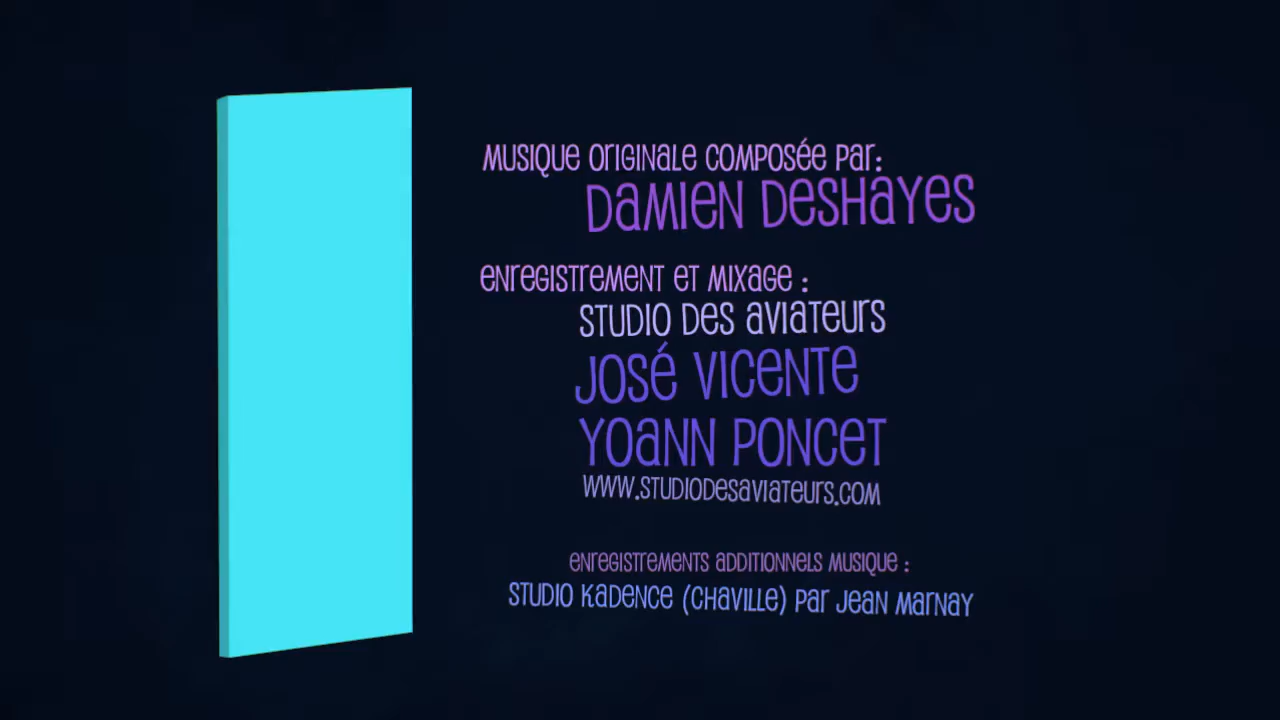 MUSIQUE ORIGINALE COMPOSÉE PAR:
DAMIEN DESHAYES
ENREGISTREMENT ET MIXAGE :
STUDIO DES AVIATEURS
JOSÉ VICENTE
YOANN PONCET
WWW.STUDIODESAVIATEURS.COM
ENREGISTREMENTS ADDITIONNELS MUSIQUE :
STUDIO KADENCE (CHAVILLE) PAR JEAN MARNAY